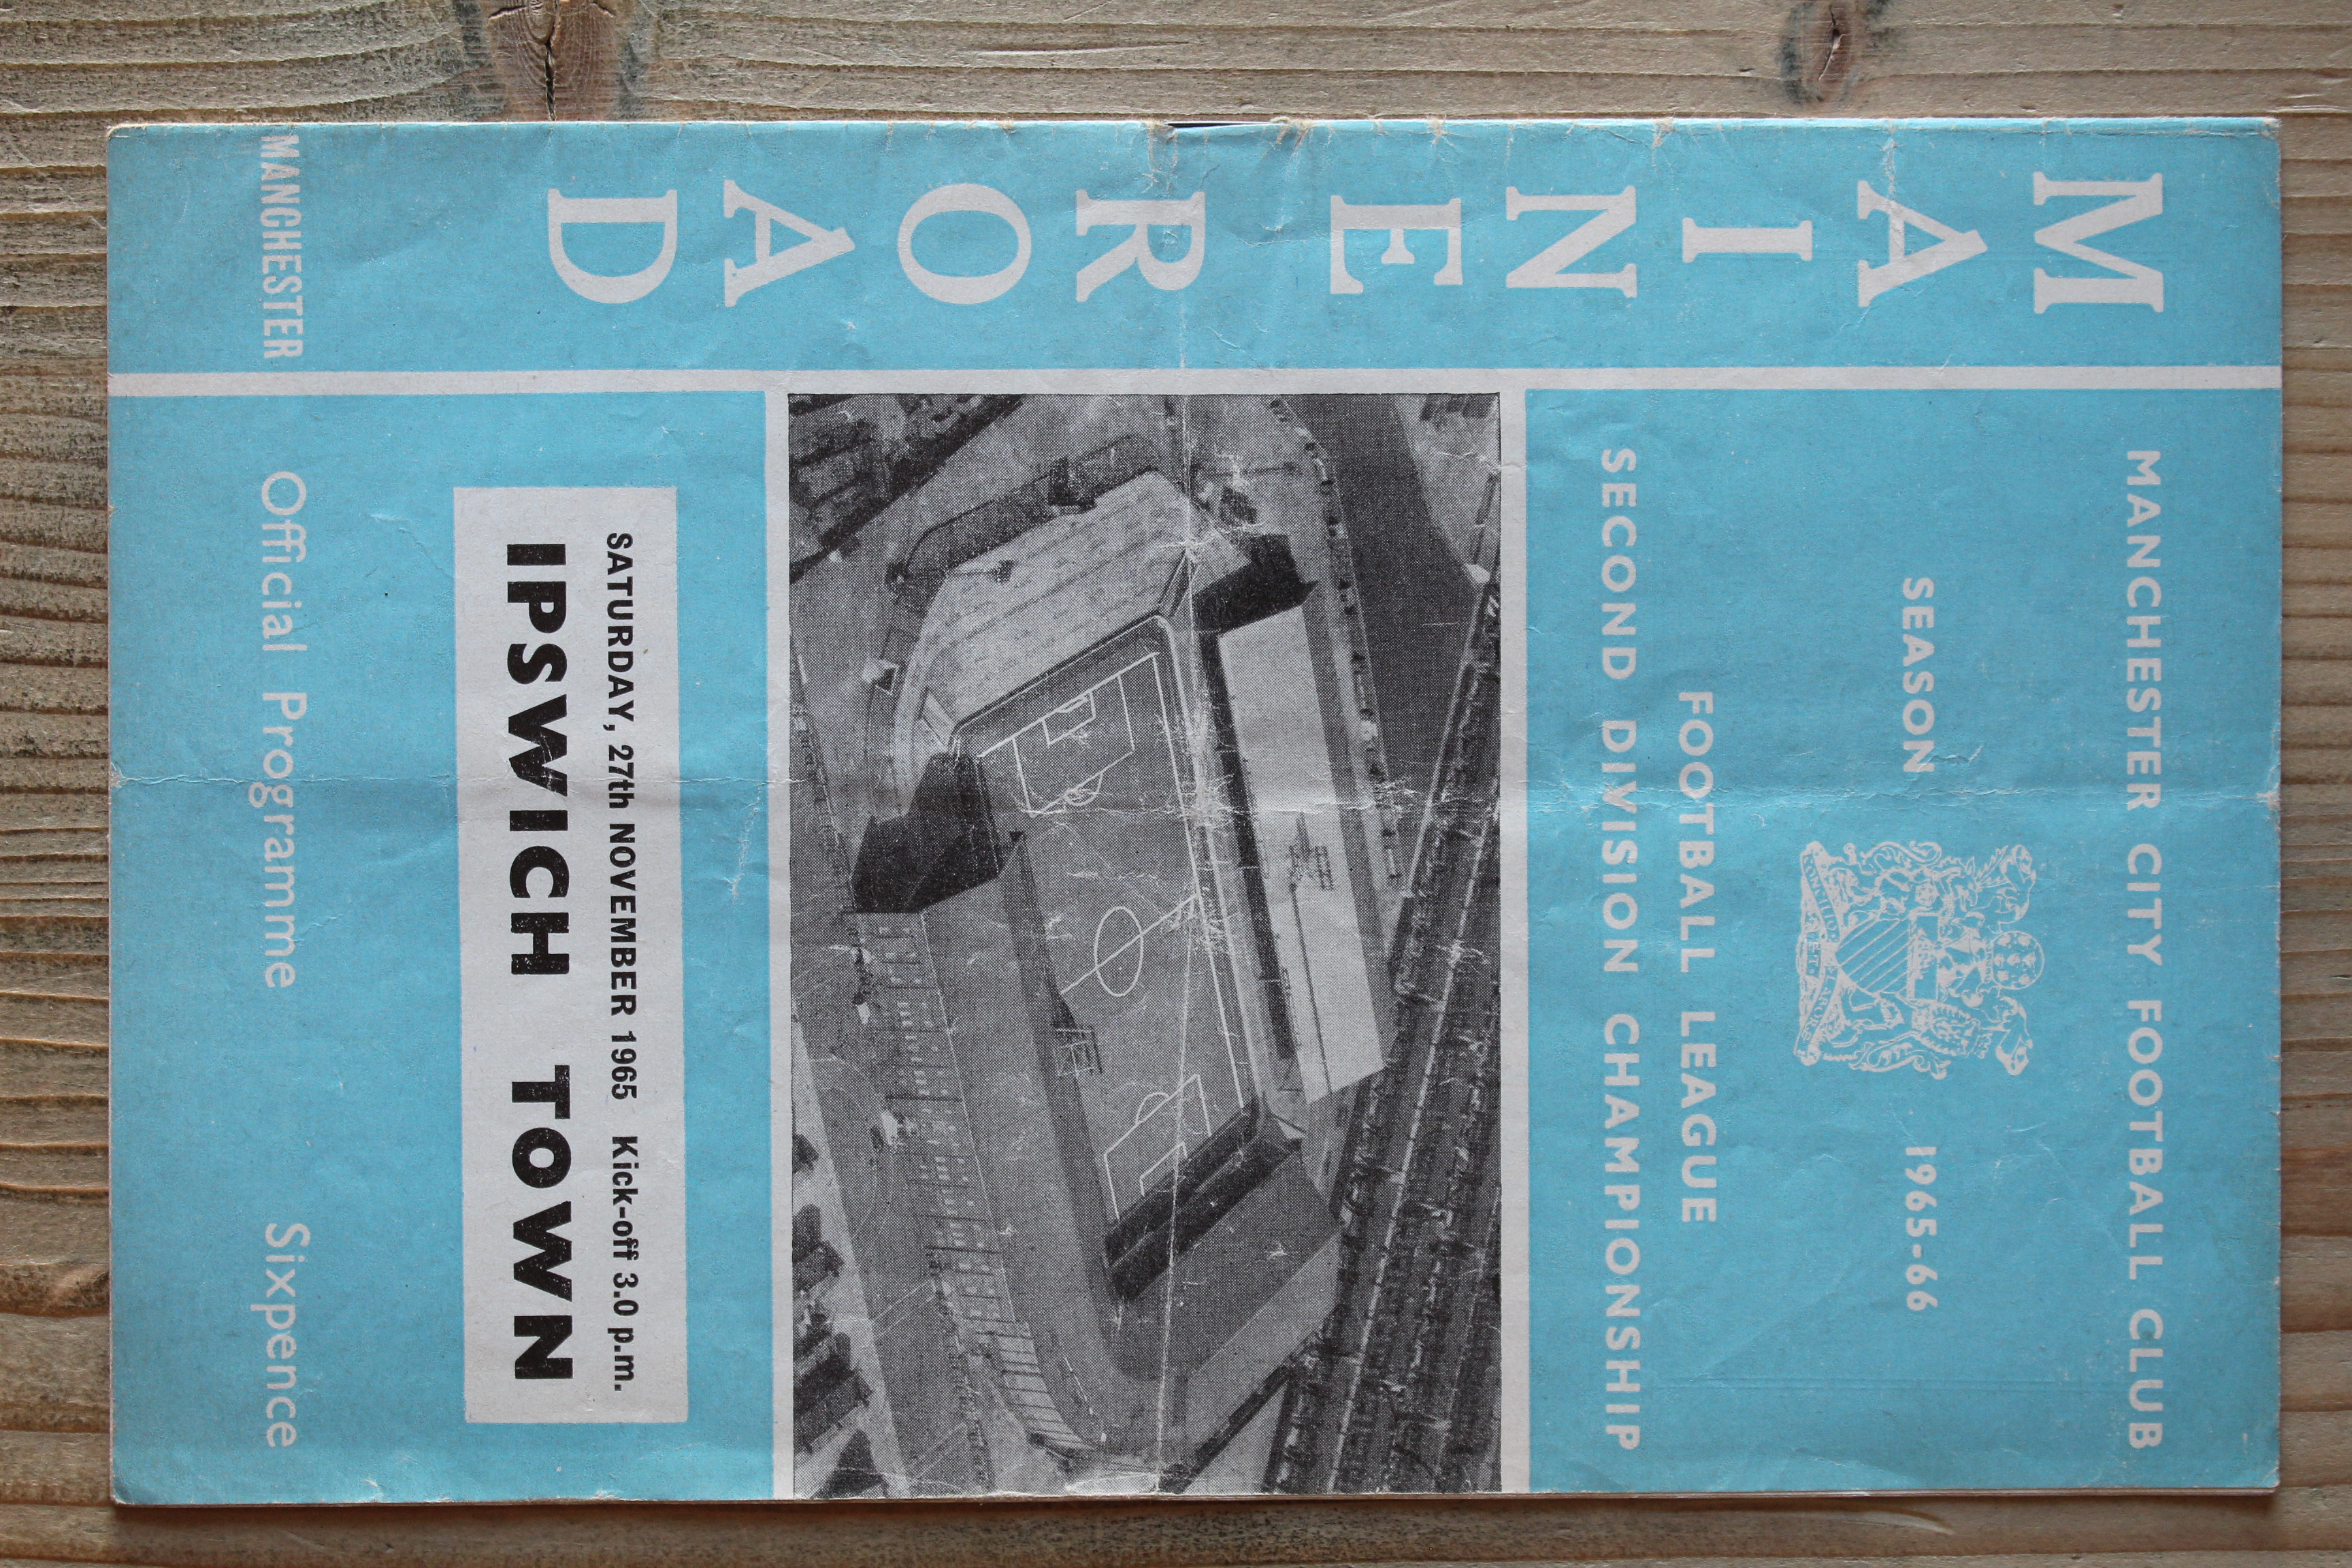 MANCHESTER CITY FOOTBALL CLUB
SEASON 1965-66
FOOTBALL LEAGUE
SECOND DIVISION CHAMPIONSHIP
MAINE ROAD
MANCHESTER
SATURDAY, 27th NOVEMBER 1965 Kick-off 3.0 p.m.
IPSWICH TOWN
Official Programme Sixpence